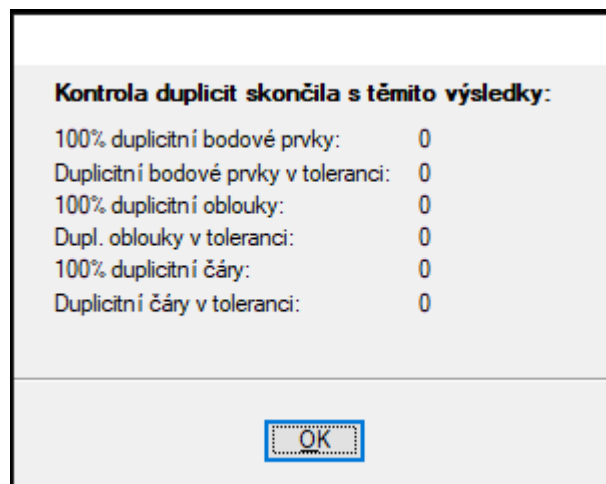 Kontrola duplicit skončila s těmito výsledky:
100% duplicitní bodové prvky: 0
Duplicitní bodové prvky v toleranci: 0
100% duplicitní oblouky: 0
Dupl. oblouky v toleranci: 0
100% duplicitní čáry: 0
Duplicitní čáry v toleranci: 0
OK